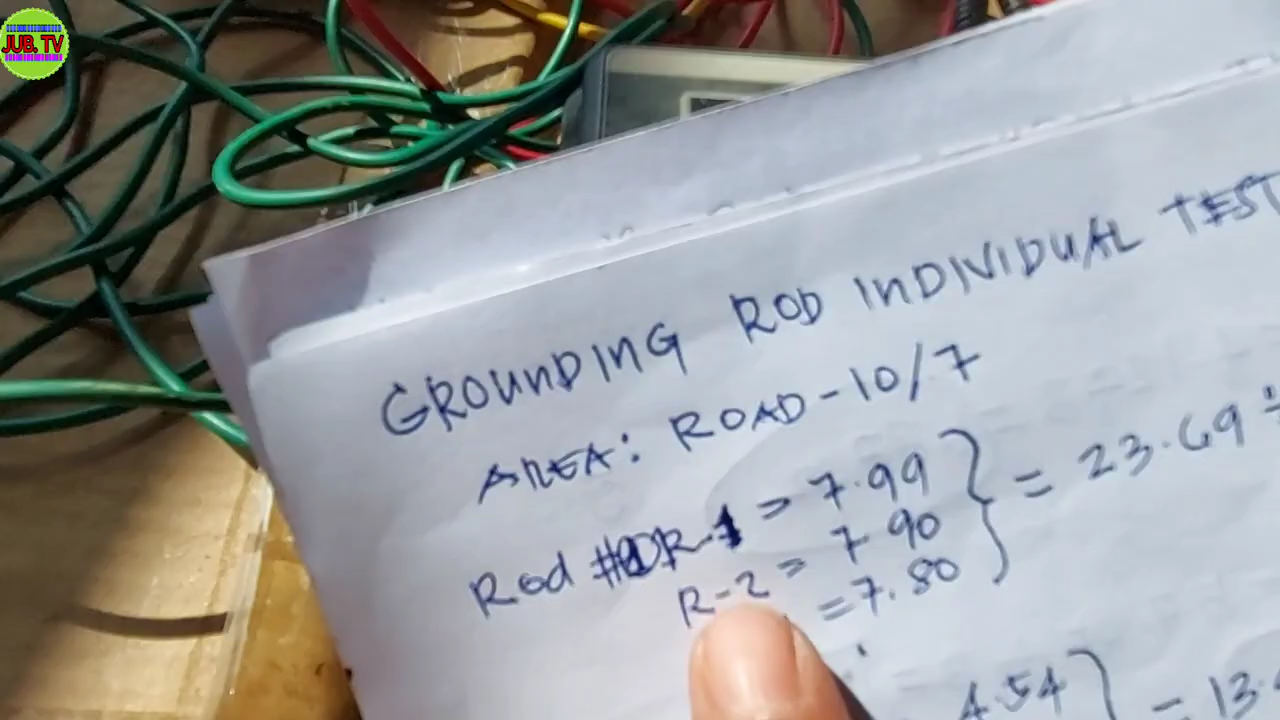 JUB.TV
GROUNDING ROD INDIVIDUAL TEST
AREA: ROAD-10/7
Rod # R-1 = 7.99 } = 23.69 ÷
R-2 = 7.90
= 7.80
4.54 } = 13.